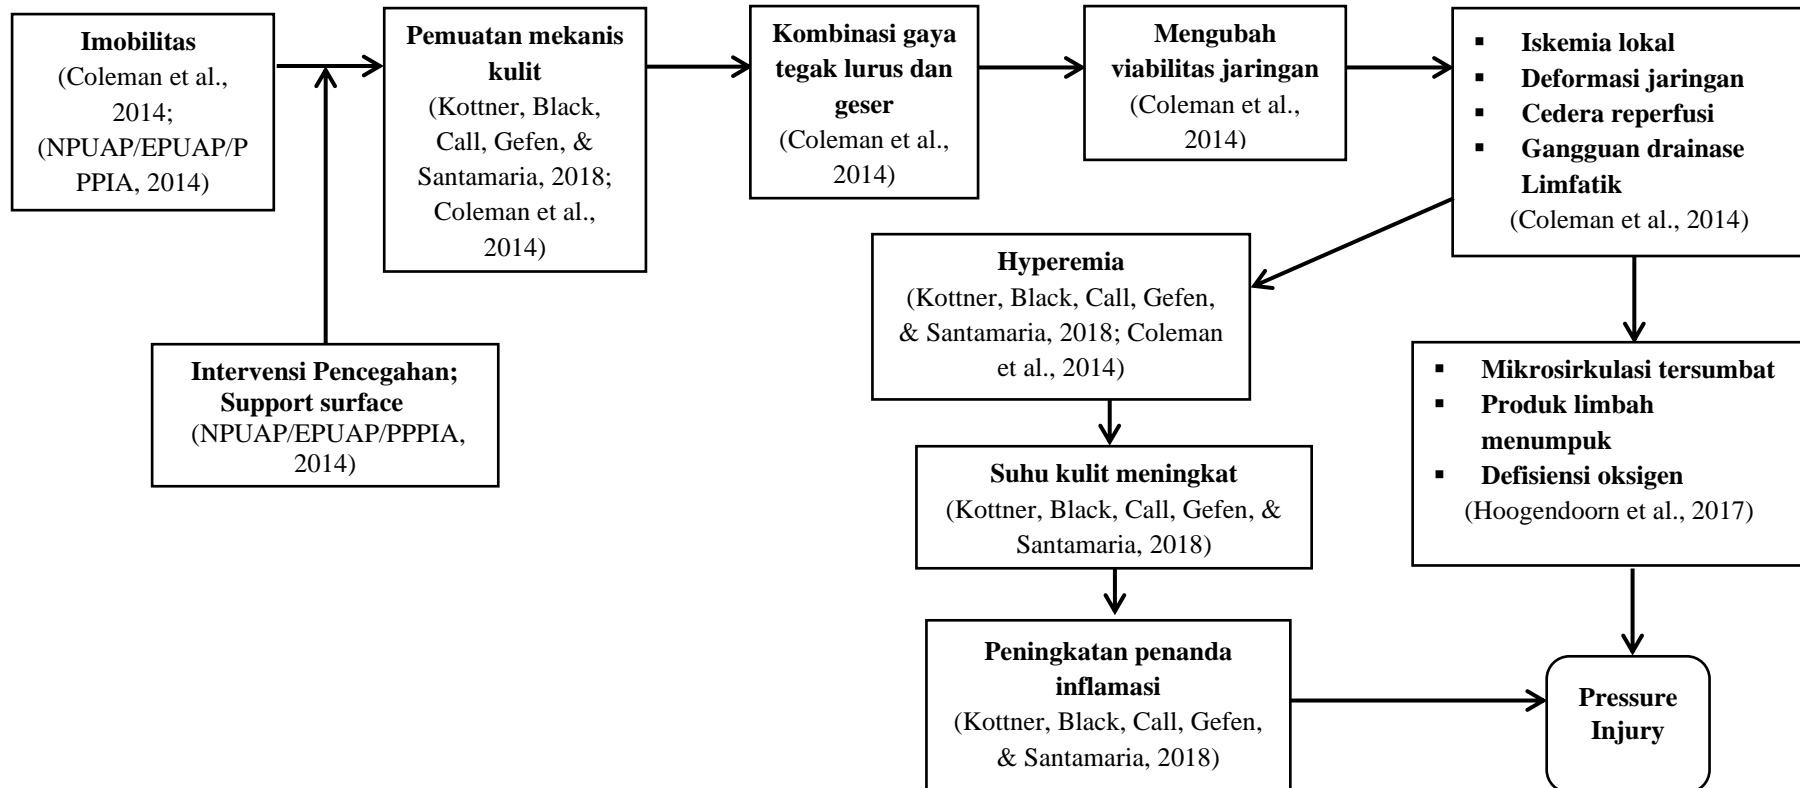 Imobilitas
(Coleman et al.,
2014;
(NPUAP/EPUAP/P
PPIA, 2014)
Pemuatan mekanis
kulit
(Kottner, Black,
Call, Gefen, &
Santamaria, 2018;
Coleman et al.,
2014)
Kombinasi gaya
tegak lurus dan
geser
(Coleman et al.,
2014)
Mengubah
viabilitas jaringan
(Coleman et al.,
2014)
▪ Iskemia lokal
▪ Deformasi jaringan
▪ Cedera reperfusi
▪ Gangguan drainase
Limfatik
(Coleman et al., 2014)
Intervensi Pencegahan;
Support surface
(NPUAP/EPUAP/PPPIA,
2014)
Hyperemia
(Kottner, Black, Call, Gefen,
& Santamaria, 2018; Coleman
et al., 2014)
Suhu kulit meningkat
(Kottner, Black, Call, Gefen, &
Santamaria, 2018)
Peningkatan penanda
inflamasi
(Kottner, Black, Call, Gefen,
& Santamaria, 2018)
▪ Mikrosirkulasi tersumbat
▪ Produk limbah
menumpuk
▪ Defisiensi oksigen
(Hoogendoorn et al., 2017)
Pressure
Injury